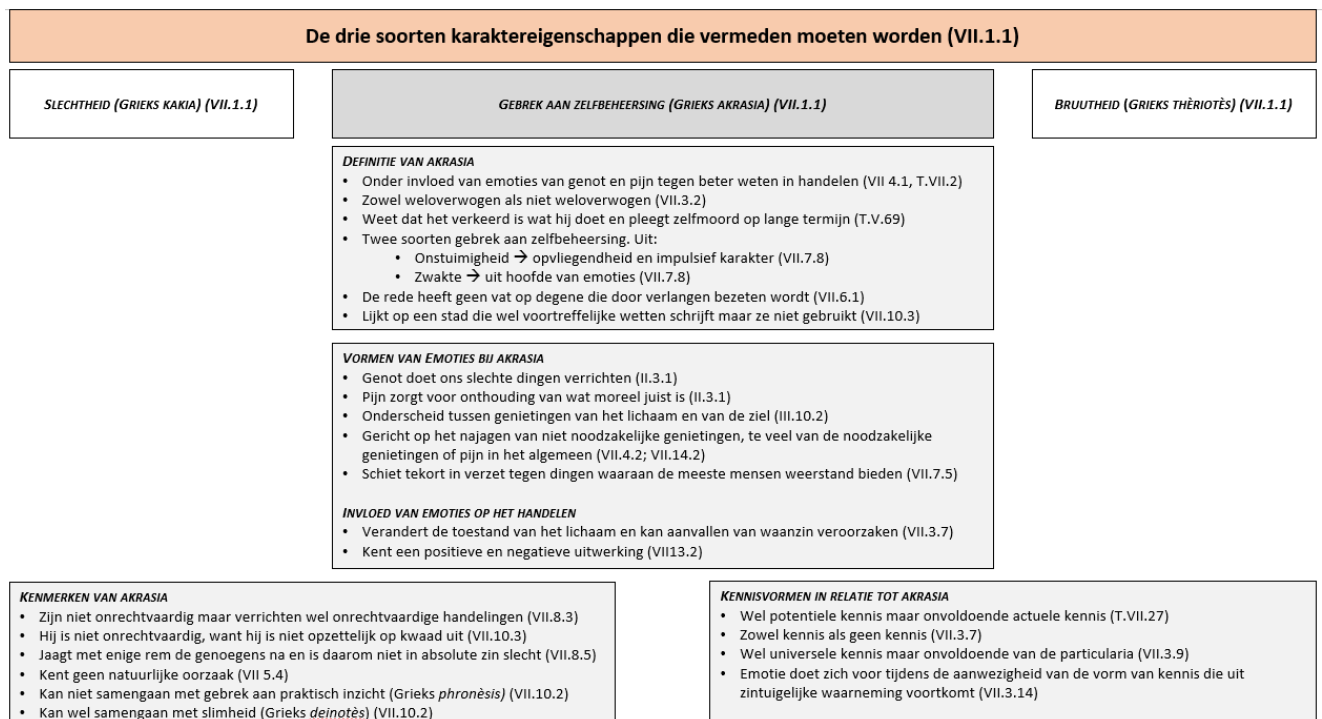 De drie soorten karaktereigenschappen die vermeden moeten worden (VII.1.1)
SLECHTHEID (GRIEKS KAKIA) (VII.1.1)
GEBREK AAN ZELFBEHEERSING (GRIEKS AKRASIA) (VII.1.1)
BRUUTHEID (GRIEKS THÈRIOTÈS) (VII.1.1)
DEFINITIE VAN AKRASIA
• Onder invloed van emoties van genot en pijn tegen beter weten in handelen (VII 4.1, T.VII.2)
• Zowel weloverwogen als niet weloverwogen (VII.3.2)
• Weet dat het verkeerd is wat hij doet en pleegt zelfmoord op lange termijn (T.V.69)
• Twee soorten gebrek aan zelfbeheersing. Uit:
• Onstuimigheid → opvliegendheid en impulsief karakter (VII.7.8)
• Zwakte → uit hoofde van emoties (VII.7.8)
• De rede heeft geen vat op degene die door verlangen bezeten wordt (VII.6.1)
• Lijkt op een stad die wel voortreffelijke wetten schrijft maar ze niet gebruikt (VII.10.3)
VORMEN VAN EMOTIES BIJ AKRASIA
• Genot doet ons slechte dingen verrichten (II.3.1)
• Pijn zorgt voor onthouding van wat moreel juist is (II.3.1)
• Onderscheid tussen genietingen van het lichaam en van de ziel (III.10.2)
• Gericht op het najagen van niet noodzakelijke genietingen, te veel van de noodzakelijke
genietingen of pijn in het algemeen (VII.4.2; VII.14.2)
• Schiet tekort in verzet tegen dingen waaraan de meeste mensen weerstand bieden (VII.7.5)
INVLOED VAN EMOTIES OP HET HANDELEN
• Verandert de toestand van het lichaam en kan aanvallen van waanzin veroorzaken (VII.3.7)
• Kent een positieve en negatieve uitwerking (VII13.2)
KENMERKEN VAN AKRASIA
• Zijn niet onrechtvaardig maar verrichten wel onrechtvaardige handelingen (VII.8.3)
• Hij is niet onrechtvaardig, want hij is niet opzettelijk op kwaad uit (VII.10.3)
• Jaagt met enige rem de genoegens na en is daarom niet in absolute zin slecht (VII.8.5)
• Kent geen natuurlijke oorzaak (VII 5.4)
• Kan niet samengaan met gebrek aan praktisch inzicht (Grieks phronèsis) (VII.10.2)
• Kan wel samengaan met slimheid (Grieks deinotès) (VII.10.2)
KENNISVORMEN IN RELATIE TOT AKRASIA
• Wel potentiele kennis maar onvoldoende actuele kennis (T.VII.27)
• Zowel kennis als geen kennis (VII.3.7)
• Wel universele kennis maar onvoldoende van de particularia (VII.3.9)
• Emotie doet zich voor tijdens de aanwezigheid van de vorm van kennis die uit
zintuigelijke waarneming voortkomt (VII.3.14)